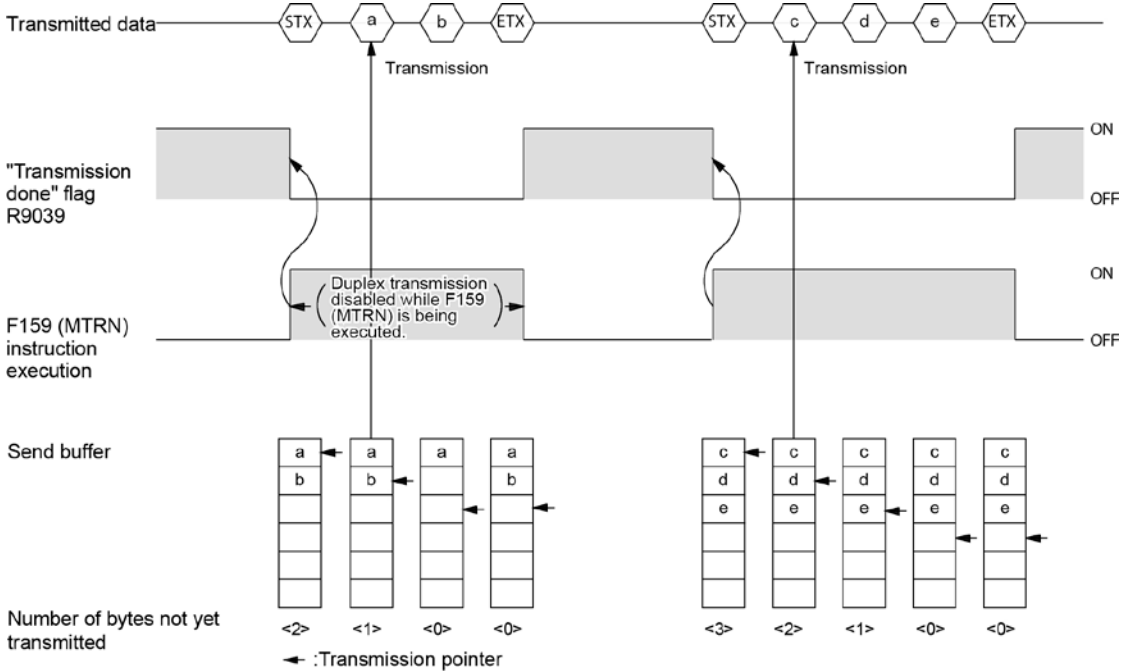 Transmitted data STX a b ETX STX c d e ETX
Transmission Transmission
ON
"Transmission
done" flag
R9039
OFF
Duplex transmission
disabled while F159
(MTRN) is being
executed.
ON
F159 (MTRN)
instruction
execution
OFF
Send buffer a a a a c c c c c
b b b d d d d d
e e e e e
Number of bytes not yet
transmitted
<2> <1> <0> <0> <3> <2> <1> <0> <0>
:Transmission pointer